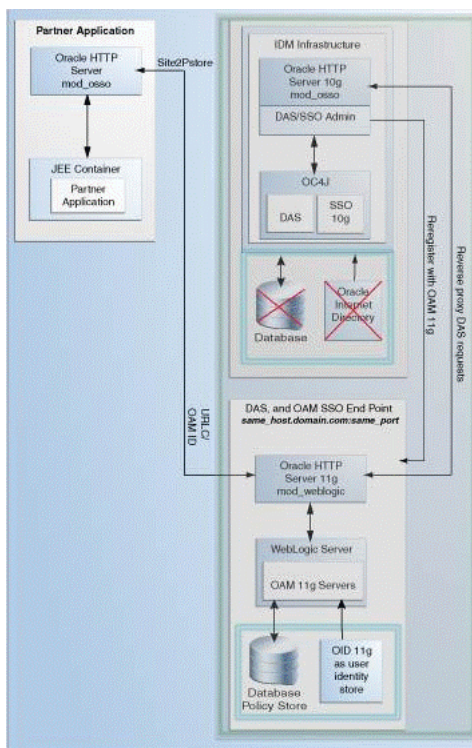 Partner Application
Oracle HTTP
Server
mod_osso
JEE Container
Partner
Application
Site2Pstore
URLC/
OAM ID
IDM Infrastructure
Oracle HTTP
Server 10g
mod_osso
DAS/SSO Admin
OC4J
DAS
SSO
10g
Database
Oracle
Internet
Directory
Reregister with OAM 11g
Reverse proxy DAS requests
DAS, and OAM SSO End Point
same_host.domain.com:same_port
Oracle HTTP
Server 11g
mod_weblogic
WebLogic Server
OAM 11g Servers
Database
Policy Store
OID 11g
as user
identity
store